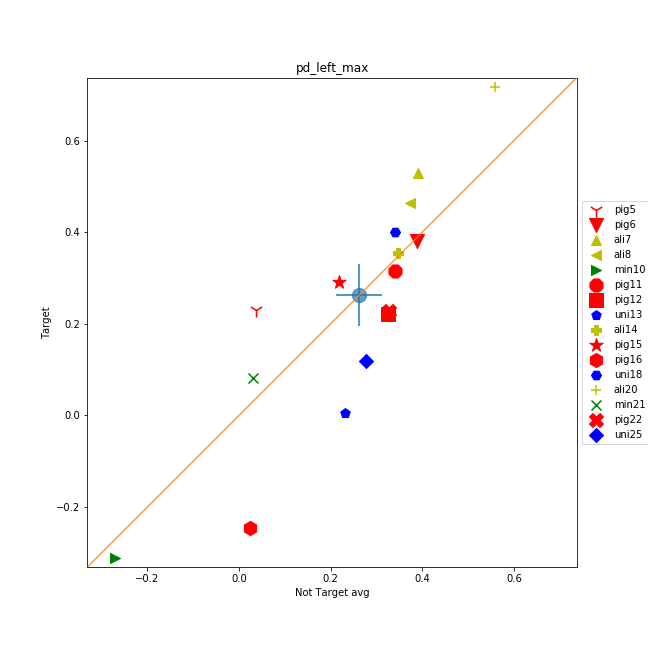 pd_left_max
Target
0.6
0.4
0.2
0.0
−0.2
−0.2
0.0
0.2
0.4
0.6
Not Target avg
pig5
pig6
ali7
ali8
min10
pig11
pig12
uni13
ali14
pig15
pig16
uni18
ali20
min21
pig22
uni25